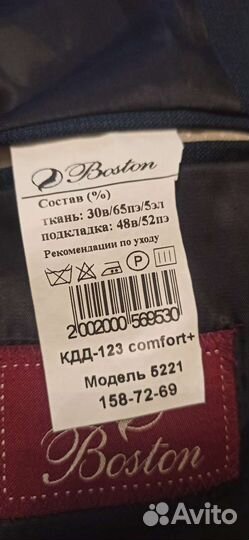 Boston
Состав (%)
ткань: 30в/65пэ/5эл
подкладка: 48в/52пэ
Рекомендации по уходу
P
2002000569530
КДД-123 comfort+
Модель 5221
158-72-69
Boston
Avito